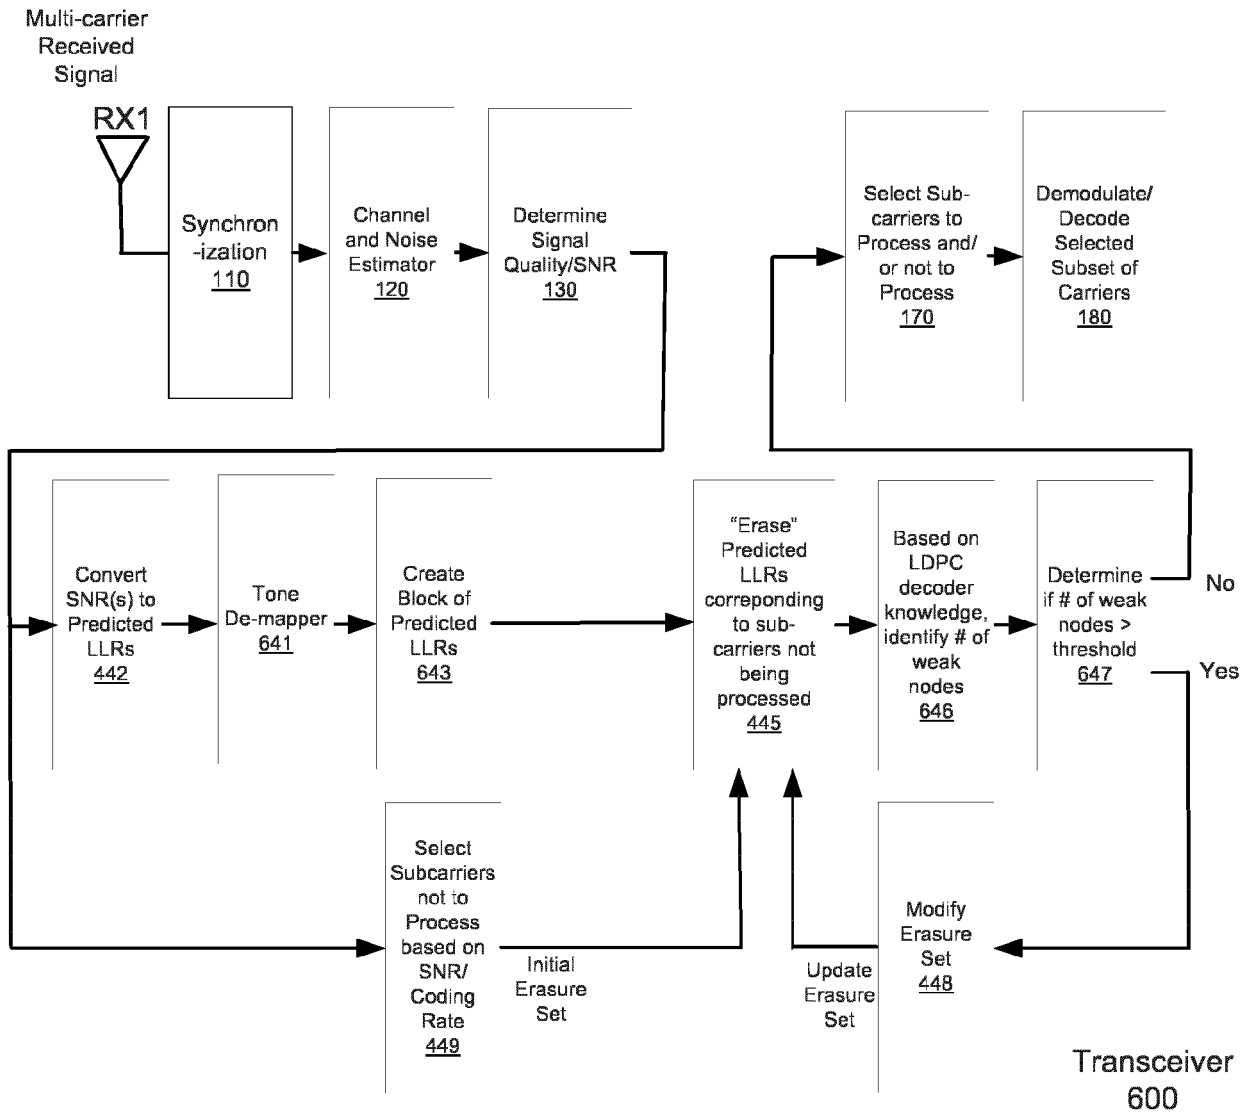 Multi-carrier
Received
Signal
RX1
Synchron
-ization
110
Channel
and Noise
Estimator
120
Determine
Signal
Quality/SNR
130
Select Sub-
carriers to
Process and/
or not to
Process
170
Demodulate/
Decode
Selected
Subset of
Carriers
180
Convert
SNR(s) to
Predicted
LLRs
442
Tone
De-mapper
641
Create
Block of
Predicted
LLRs
643
“Erase"
Predicted
LLRs
correponding
to sub-
carriers not
being
processed
445
Based on
LDPC
decoder
knowledge,
identify # of
weak
nodes
646
Determine
if # of weak
nodes >
threshold
647
No
Yes
Select
Subcarriers
not to
Process
based on
SNR/
Coding
Rate
449
Initial
Erasure
Set
Update
Erasure
Set
Modify
Erasure
Set
448
Transceiver
600